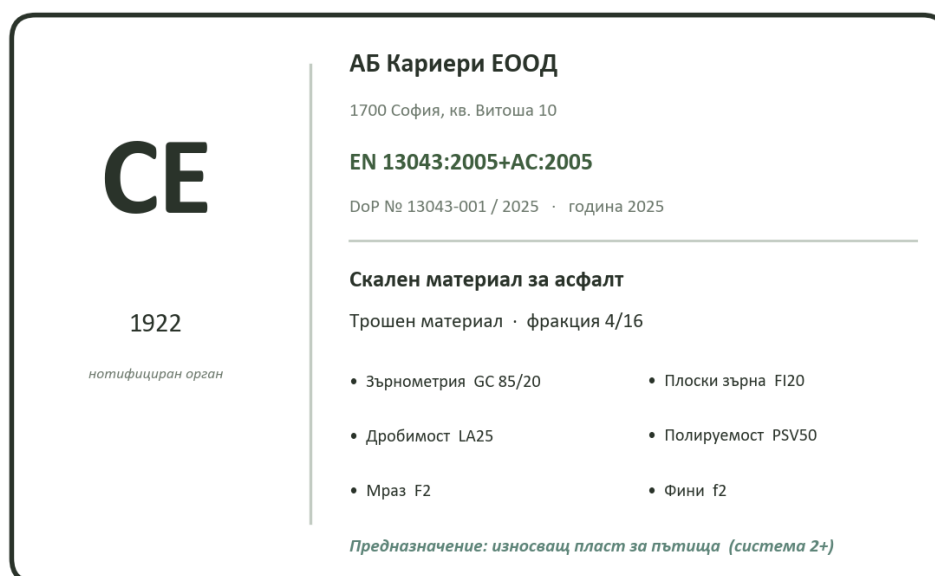 CE
1922
нотифициран орган
АБ Кариери ЕООД
1700 София, кв. Витоша 10
EN 13043:2005+AC:2005
DoP № 13043-001 / 2025 · година 2025
Скален материал за асфалт
Трошен материал · фракция 4/16
• Зърнометрия GC 85/20
• Плоски зърна FI20
• Дробимост LA25
• Полируемост PSV50
• Мраз F2
• Фини f2
Предназначение: износващ пласт за пътища (система 2+)